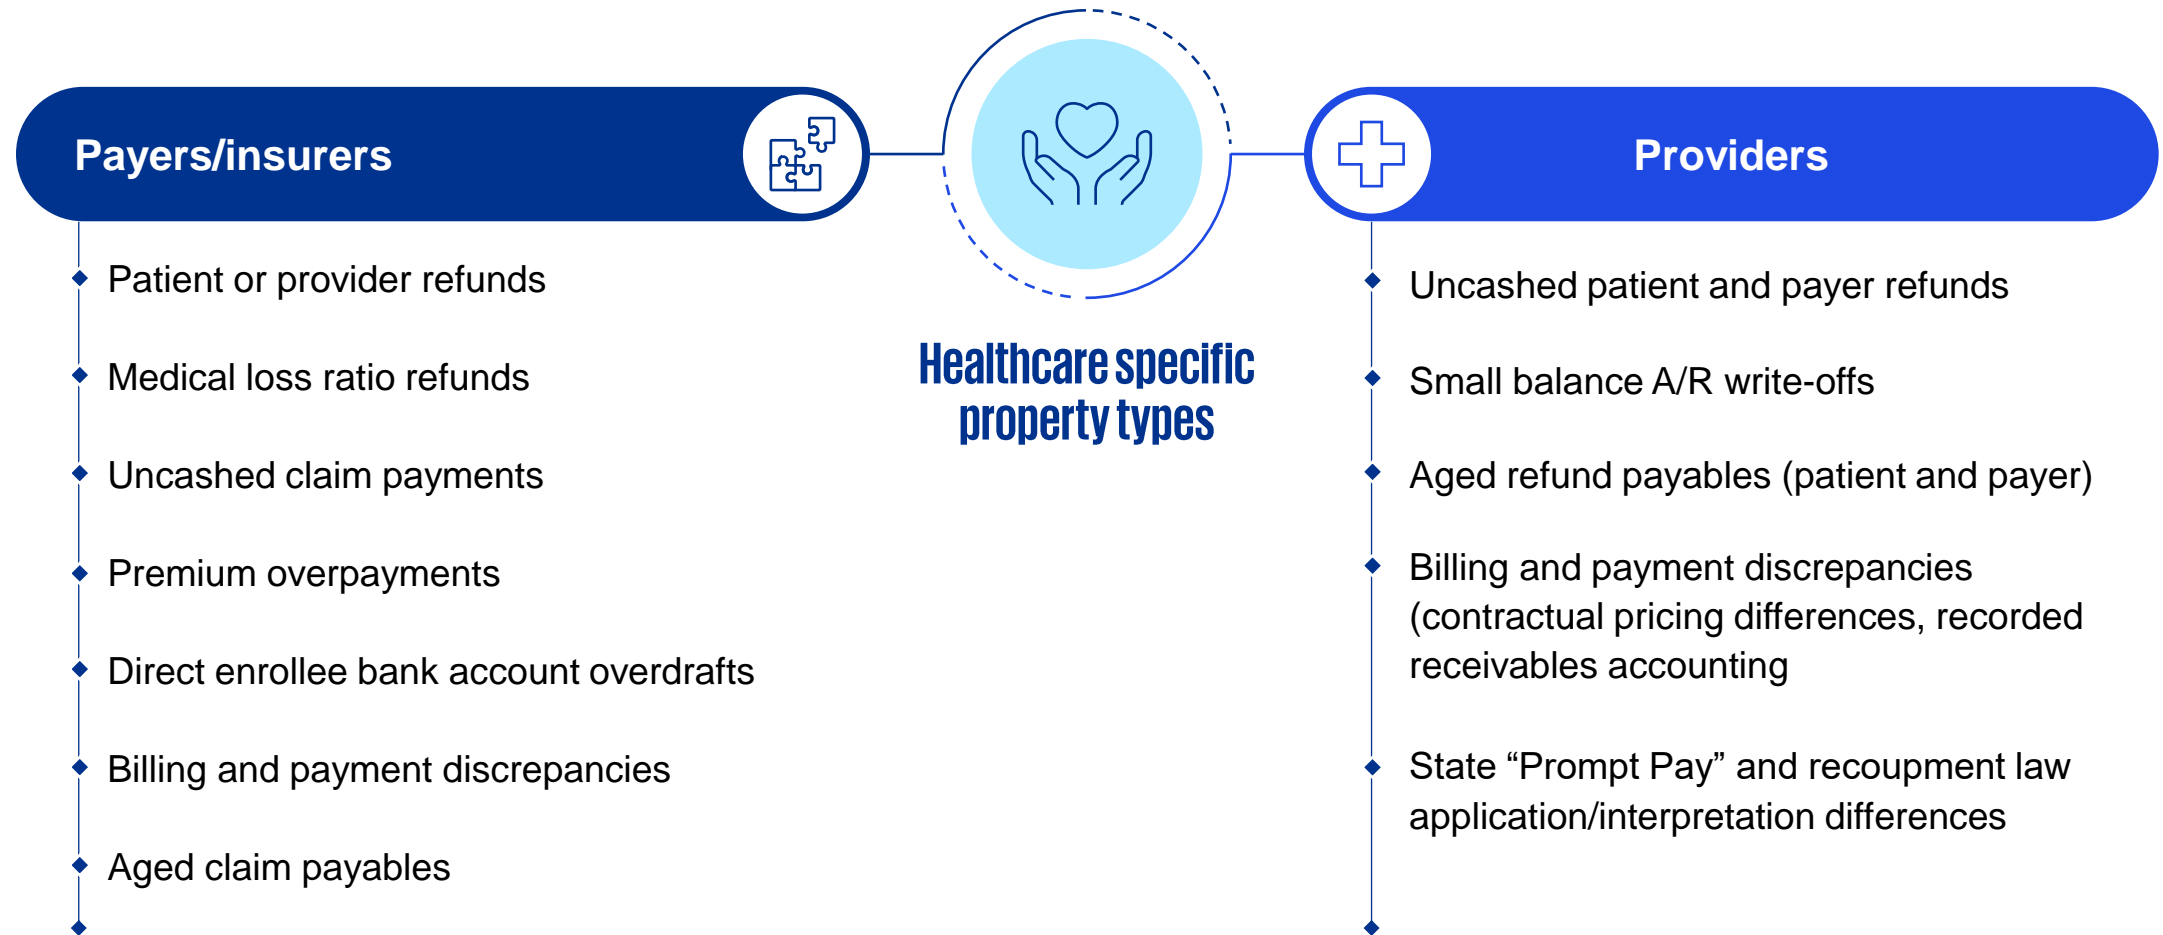 Payers/insurers
Patient or provider refunds
Medical loss ratio refunds
Uncashed claim payments
Premium overpayments
Direct enrollee bank account overdrafts
Billing and payment discrepancies
Aged claim payables
Healthcare specific
property types
Providers
Uncashed patient and payer refunds
Small balance A/R write-offs
Aged refund payables (patient and payer)
Billing and payment discrepancies
(contractual pricing differences, recorded
receivables accounting
State “Prompt Pay” and recoupment law
application/interpretation differences